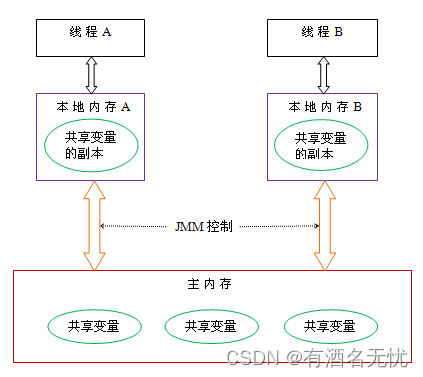 线程 A
线程 B
本地内存 A
本地内存 B
共享变量
的副本
共享变量
的副本
JMM 控制
主内存
共享变量
共享变量
共享变量
CSDN @有酒名无忧